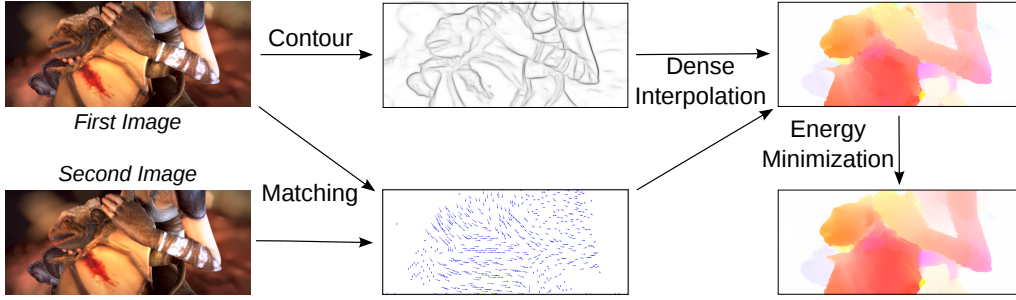 Contour
Dense
Interpolation
First Image
Energy
Minimization
Second Image
Matching